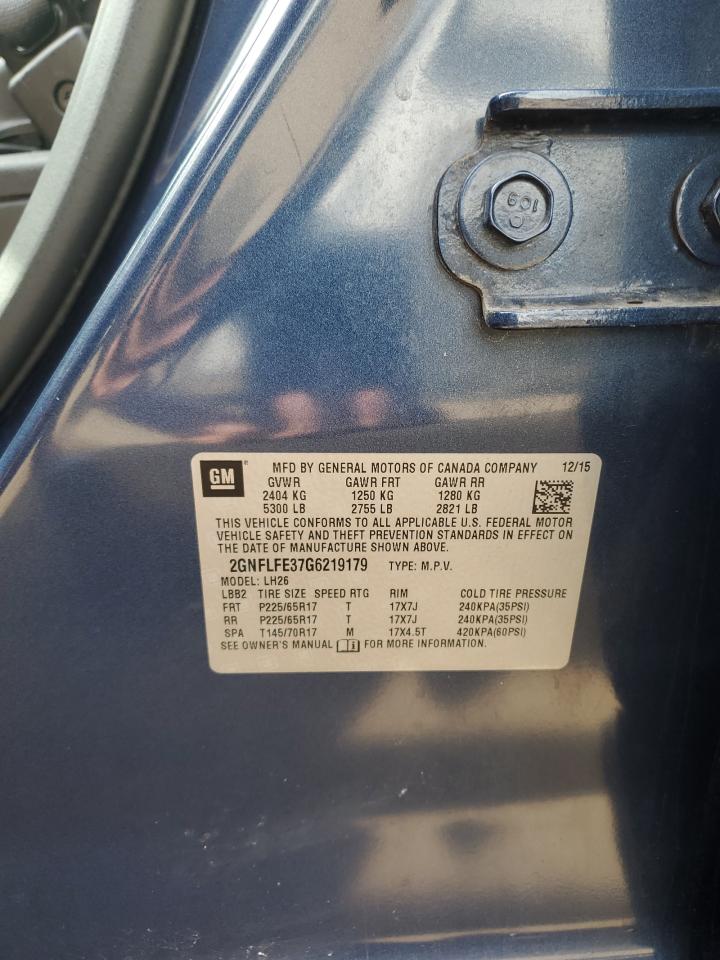 601
GM MFD BY GENERAL MOTORS OF CANADA COMPANY 12/15
GVWR GAWR FRT GAWR RR
2404 KG 1250 KG 1280 KG
5300 LB 2755 LB 2821 LB
THIS VEHICLE CONFORMS TO ALL APPLICABLE U.S. FEDERAL MOTOR
VEHICLE SAFETY AND THEFT PREVENTION STANDARDS IN EFFECT ON
THE DATE OF MANUFACTURE SHOWN ABOVE.
2GNFLFE37G6219179 TYPE: M.P.V.
MODEL: LH26
LBB2 TIRE SIZE SPEED RTG RIM COLD TIRE PRESSURE
FRT P225/65R17 T 17X7J 240KPA(35PSI)
RR P225/65R17 T 17X7J 240KPA(35PSI)
SPA T145/70R17 M 17X4.5T 420KPA(60PSI)
SEE OWNER'S MANUAL FOR MORE INFORMATION.